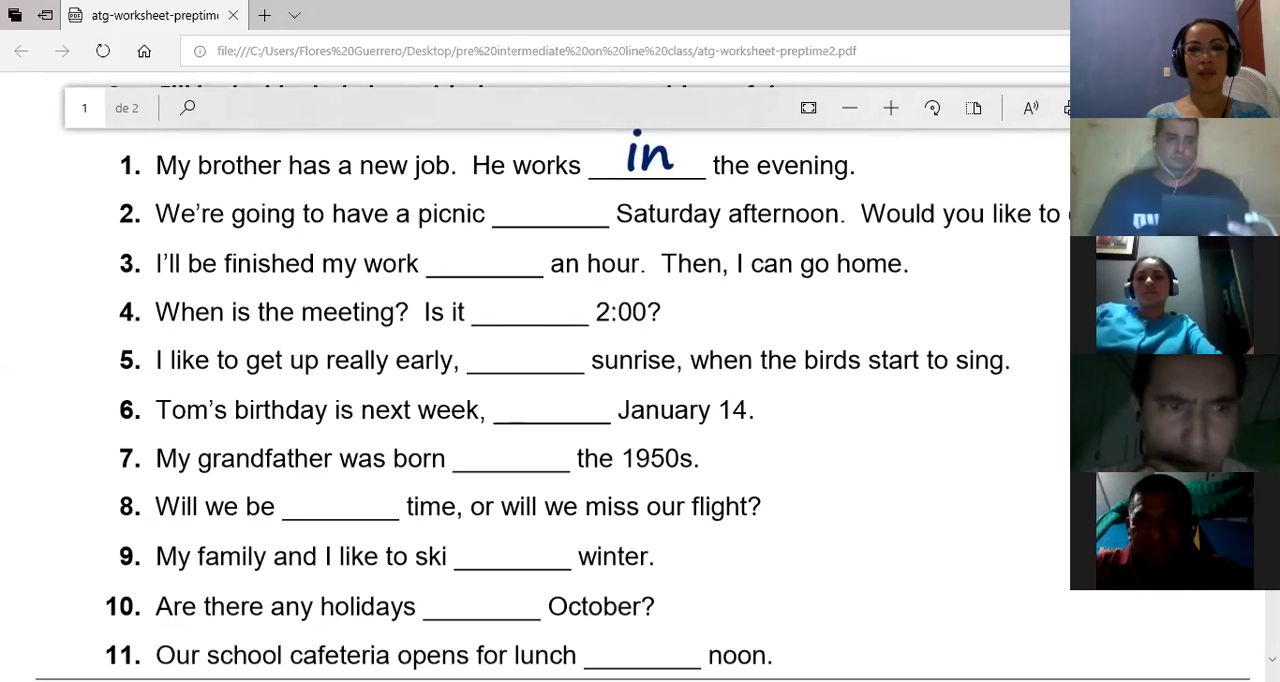 atg-worksheet-preptim
file:///C:/Users/Flores%20Guerrero/Desktop/pre%20intermediate%20on%20line%20class/atg-worksheet-preptime2.pdf
1 de 2
1. My brother has a new job. He works in the evening.
2. We're going to have a picnic ________ Saturday afternoon. Would you like to
3. I'll be finished my work ________ an hour. Then, I can go home.
4. When is the meeting? Is it ________ 2:00?
5. I like to get up really early, ________ sunrise, when the birds start to sing.
6. Tom's birthday is next week, ________ January 14.
7. My grandfather was born ________ the 1950s.
8. Will we be ________ time, or will we miss our flight?
9. My family and I like to ski ________ winter.
10. Are there any holidays ________ October?
11. Our school cafeteria opens for lunch ________ noon.